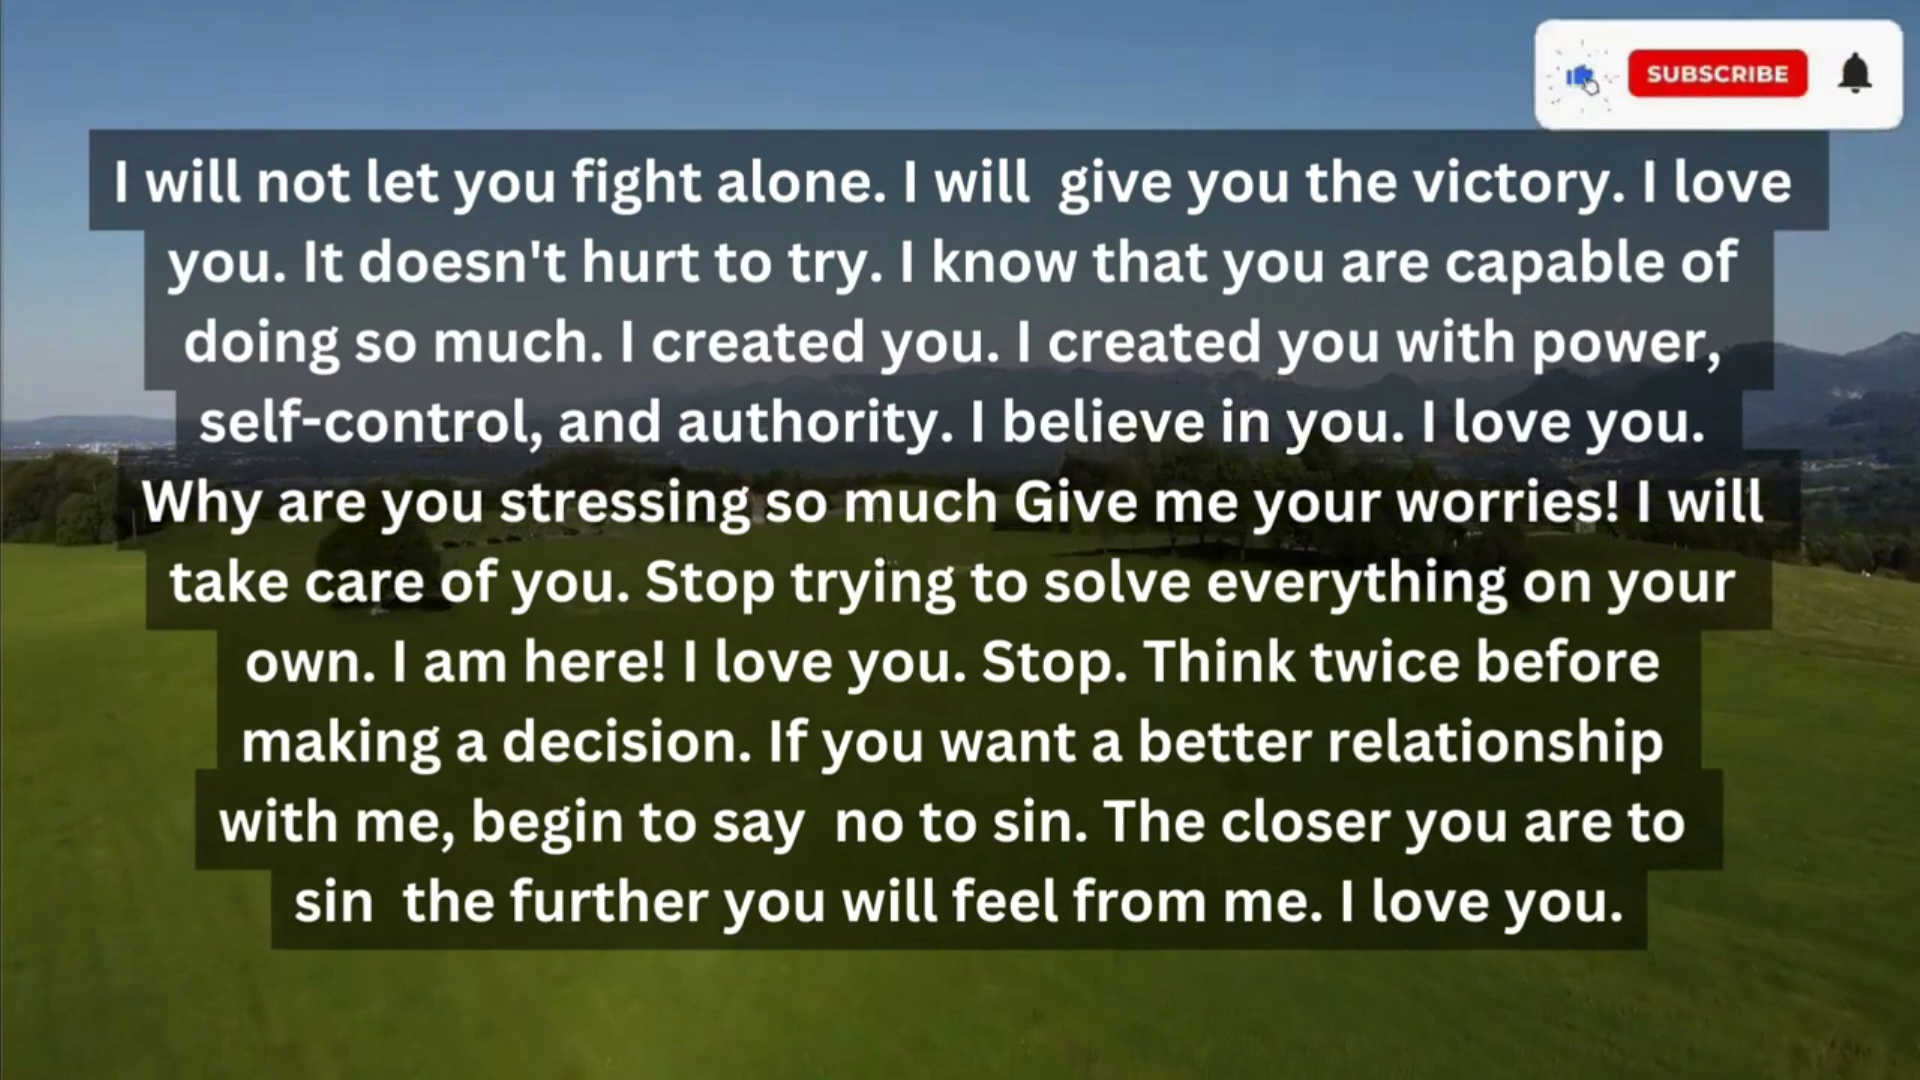 SUBSCRIBE
I will not let you fight alone. I will  give you the victory. I love
you. It doesn't hurt to try. I know that you are capable of
doing so much. I created you. I created you with power,
self-control, and authority. I believe in you. I love you.
Why are you stressing so much Give me your worries! I will
take care of you. Stop trying to solve everything on your
own. I am here! I love you. Stop. Think twice before
making a decision. If you want a better relationship
with me, begin to say  no to sin. The closer you are to
sin  the further you will feel from me. I love you.